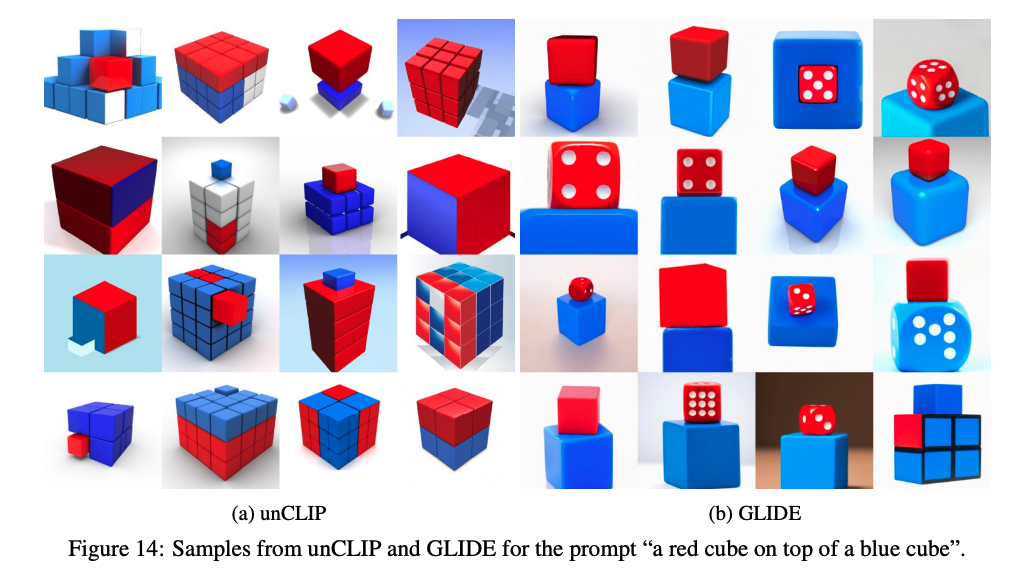 (a) unCLIP
(b) GLIDE
Figure 14: Samples from unCLIP and GLIDE for the prompt “a red cube on top of a blue cube”.